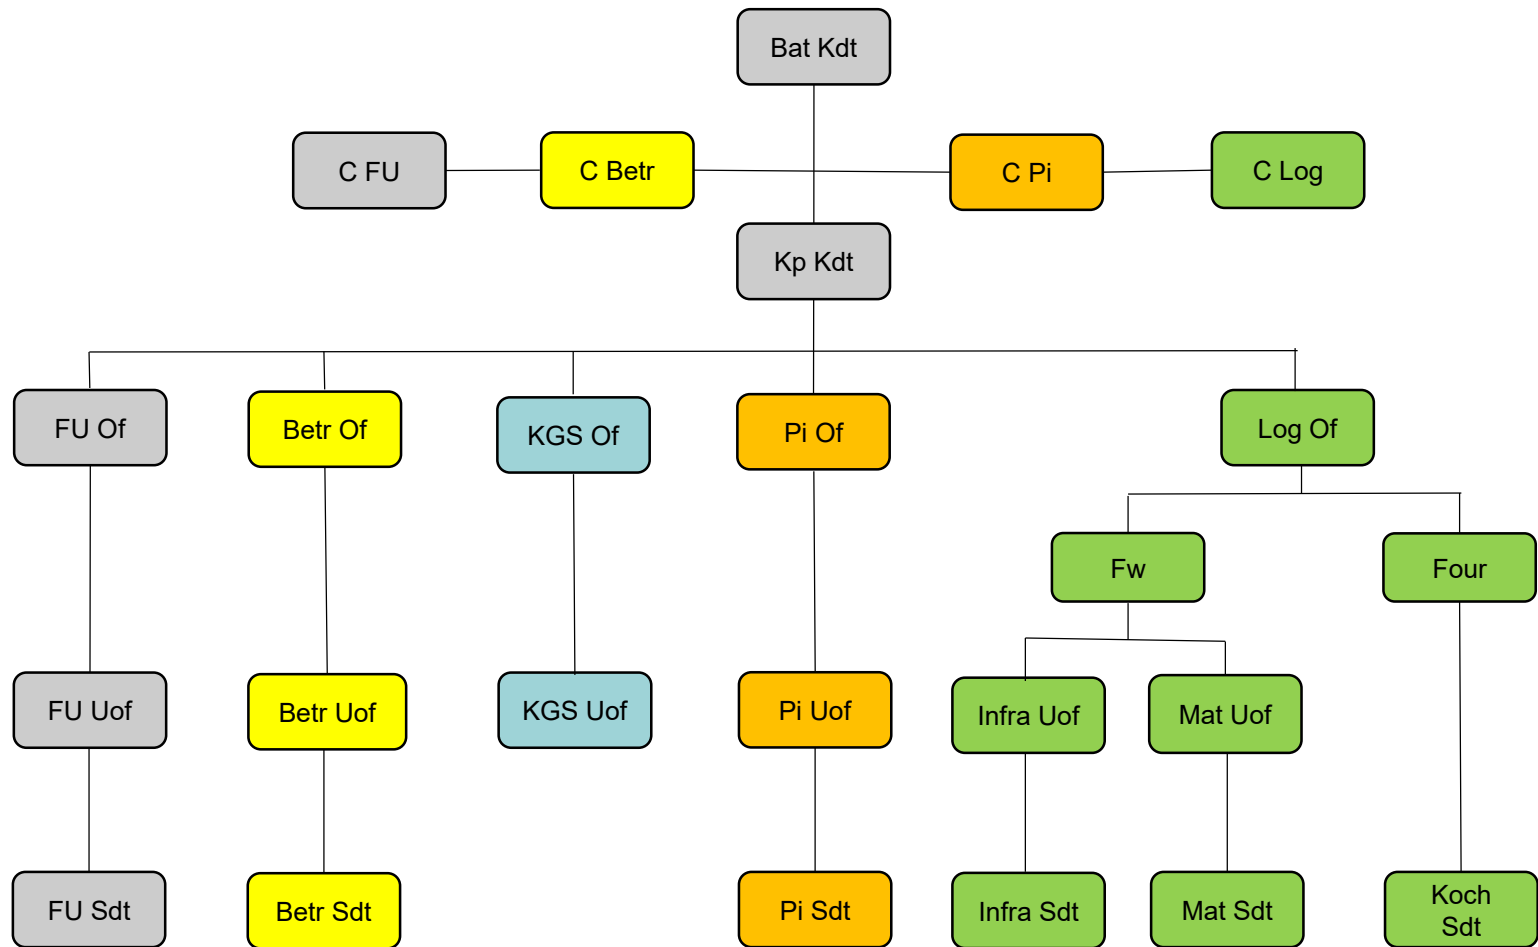 Bat Kdt
C FU
C Betr
C Pi
C Log
Kp Kdt
FU Of
Betr Of
KGS Of
Pi Of
Log Of
Fw
Four
FU Uof
Betr Uof
KGS Uof
Pi Uof
Infra Uof
Mat Uof
FU Sdt
Betr Sdt
Pi Sdt
Infra Sdt
Mat Sdt
Koch
Sdt